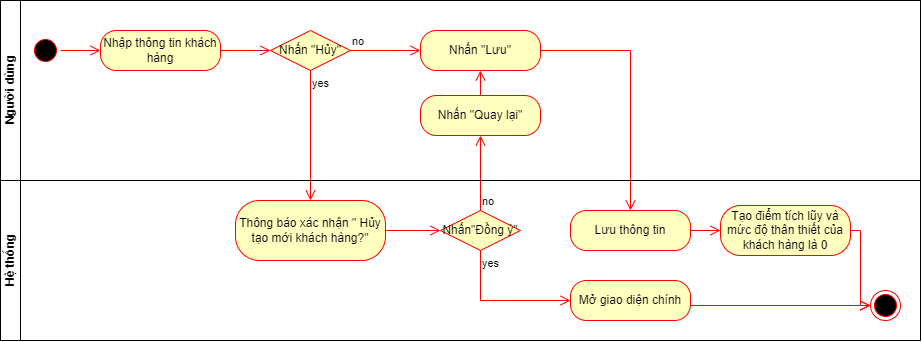 Người dùng
Nhập thông tin khách
hàng
Nhấn "Hủy"
no
yes
Nhấn "Lưu"
Nhấn "Quay lại"
Hệ thống
Thông báo xác nhận " Hủy
tạo mới khách hàng?"
Nhấn"Đồng ý"
no
yes
Lưu thông tin
Tạo điểm tích lũy và
mức độ thân thiết của
khách hàng là 0
Mở giao diện chính